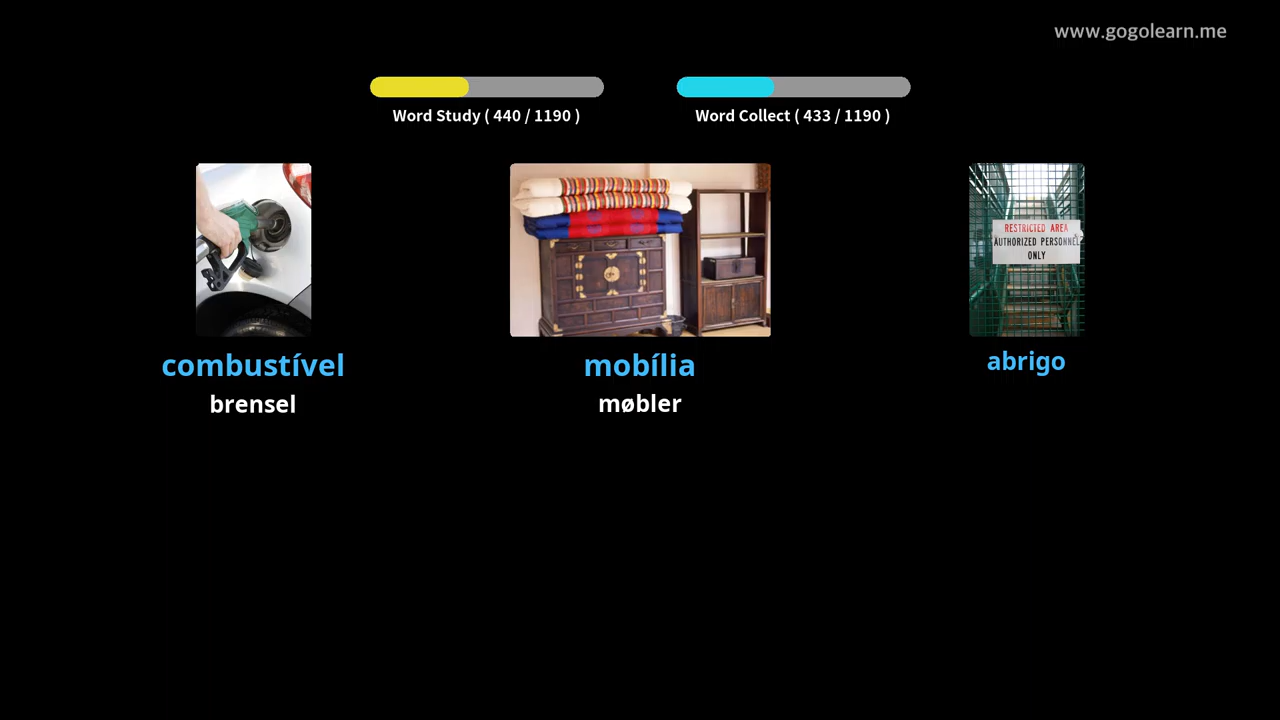 www.gogolearn.me
Word Study ( 440 / 1190 )
Word Collect ( 433 / 1190 )
RESTRICTED AREA
AUTHORIZED PERSONNEL
ONLY
combustível
mobília
abrigo
brensel
møbler